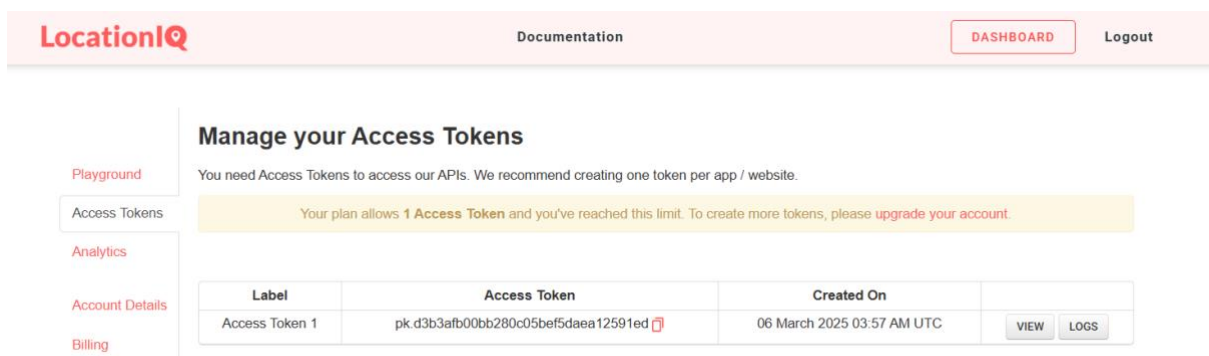 LocationIQ
Documentation
DASHBOARD
Logout
Manage your Access Tokens
Playground
You need Access Tokens to access our APIs. We recommend creating one token per app / website.
Access Tokens
Your plan allows 1 Access Token and you've reached this limit. To create more tokens, please upgrade your account.
Analytics
Account Details
Label Access Token Created On
Access Token 1 pk.d3b3afb00bb280c05bef5daea12591ed 06 March 2025 03:57 AM UTC VIEW LOGS
Billing